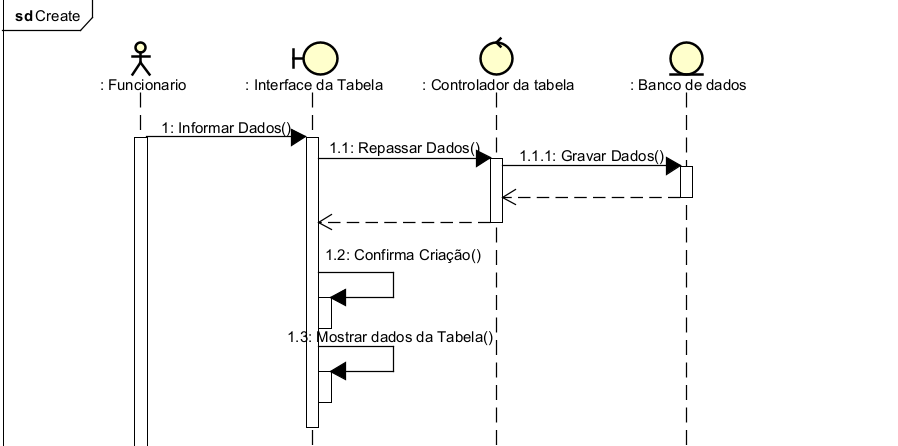 sd Create
: Funcionario
: Interface da Tabela
: Controlador da tabela
: Banco de dados
1: Informar Dados()
1.1: Repassar Dados()
1.1.1: Gravar Dados()
1.2: Confirma Criação()
1.3: Mostrar dados da Tabela()